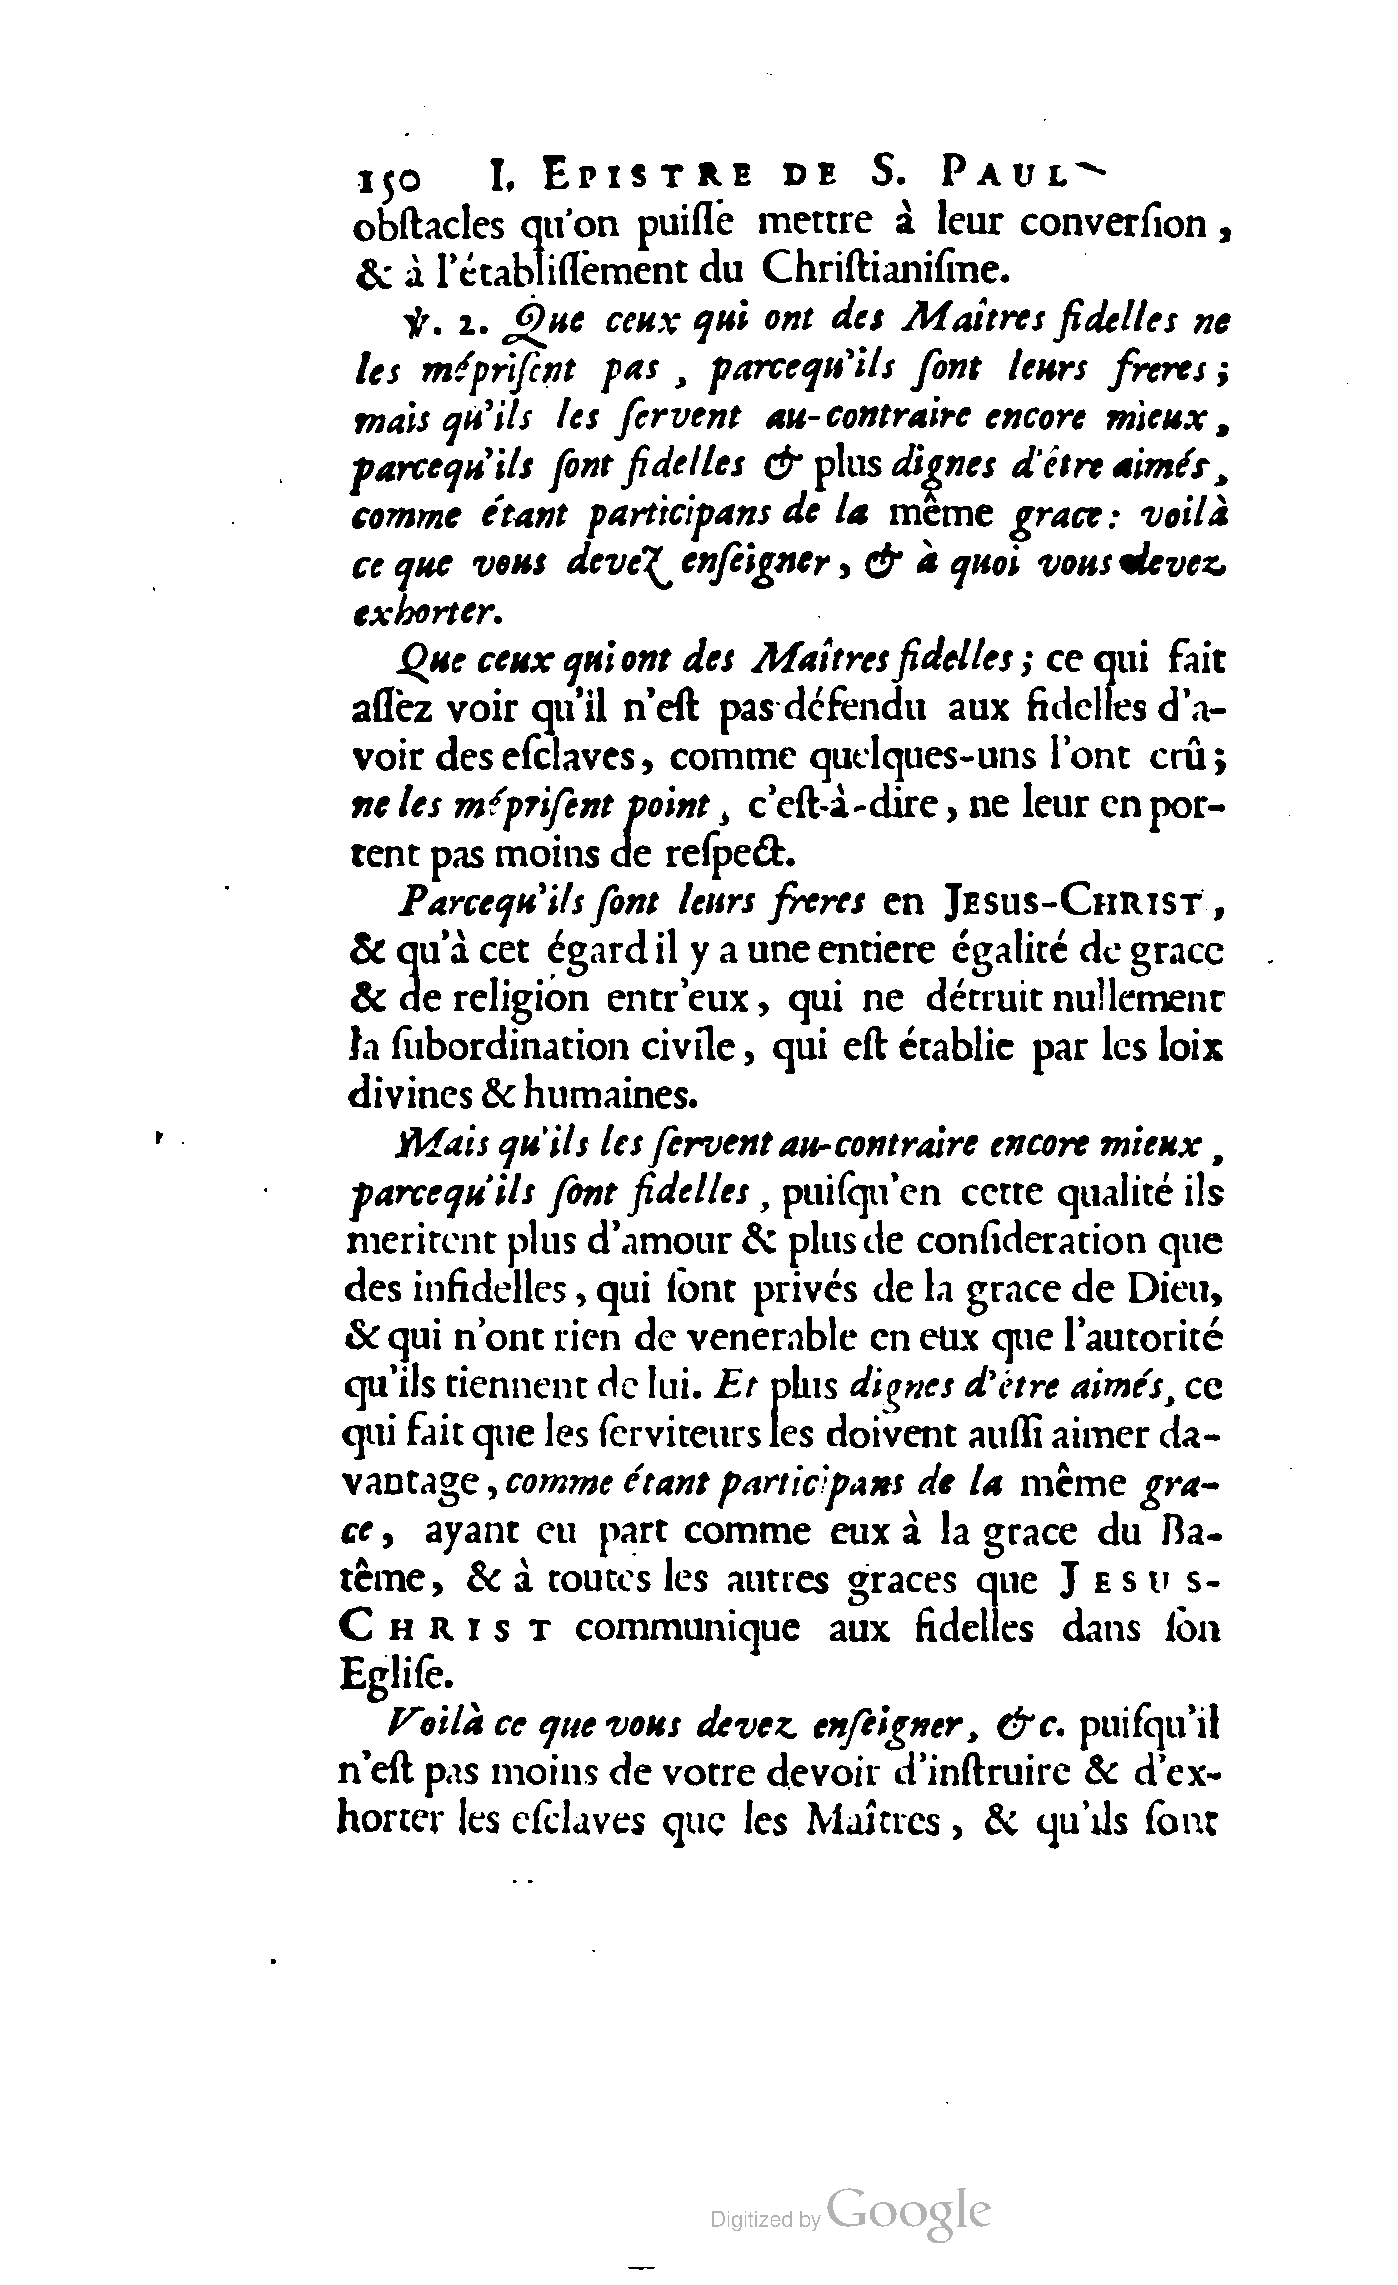 150 I. EPISTRE DE S. PAUL
obſtacles qu'on puiſſe mettre à leur converſion,
& à l'établiſſement du Chriſtianiſme.
℣. 2. Que ceux qui ont des Maîtres fidelles ne
les mépriſent pas, parcequ'ils ſont leurs freres;
mais qu'ils les ſervent au-contraire encore mieux,
parcequ'ils ſont fidelles & plus dignes d'être aimés,
comme étant participans de la même grace: voilà
ce que vous devez enſeigner, & à quoi vous devez
exhorter.
Que ceux qui ont des Maîtres fidelles; ce qui fait
aſſez voir qu'il n'eſt pas défendu aux fidelles d'a-
voir des eſclaves, comme quelques-uns l'ont crû;
ne les mépriſent point, c'eſt-à-dire, ne leur en por-
tent pas moins de reſpect.
Parcequ'ils ſont leurs freres en JESUS-CHRIST,
& qu'à cet égard il y a une entiere égalité de grace
& de religion entr'eux, qui ne détruit nullement
la ſubordination civile, qui eſt établie par les loix
divines & humaines.
Mais qu'ils les ſervent au-contraire encore mieux,
parcequ'ils ſont fidelles, puiſqu'en cette qualité ils
meritent plus d'amour & plus de conſideration que
des infidelles, qui ſont privés de la grace de Dieu,
& qui n'ont rien de venerable en eux que l'autorité
qu'ils tiennent de lui. Et plus dignes d'être aimés, ce
qui fait que les ſerviteurs les doivent auſſi aimer da-
vantage, comme étant participans de la même gra-
ce, ayant eu part comme eux à la grace du Ba-
tême, & à toutes les autres graces que JESUS-
CHRIST communique aux fidelles dans ſon
Egliſe.
Voilà ce que vous devez enſeigner, &c. puiſqu'il
n'eſt pas moins de votre devoir d'inſtruire & d'ex-
horter les eſclaves que les Maîtres, & qu'ils ſont
Digitized by Google